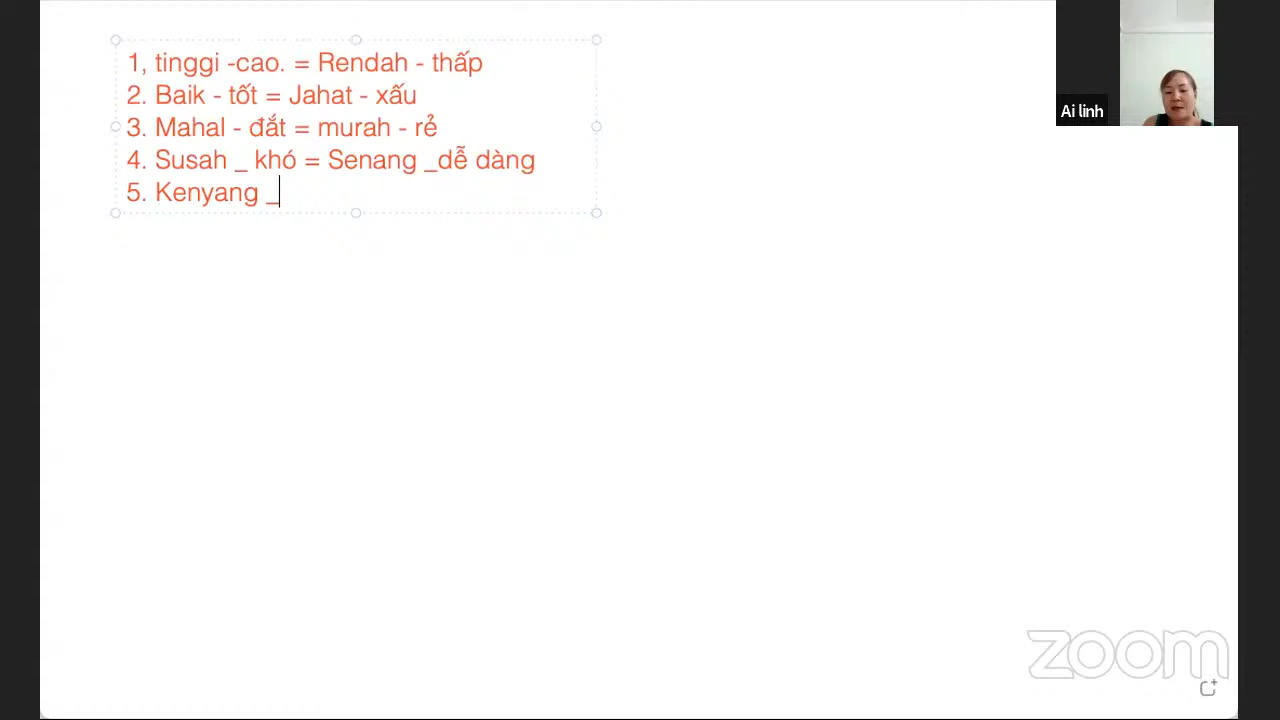 1, tinggi -cao. = Rendah - thấp
2. Baik - tốt = Jahat - xấu
3. Mahal - đắt = murah - rẻ
4. Susah _ khó = Senang _dễ dàng
5. Kenyang _
Ai linh
zoom